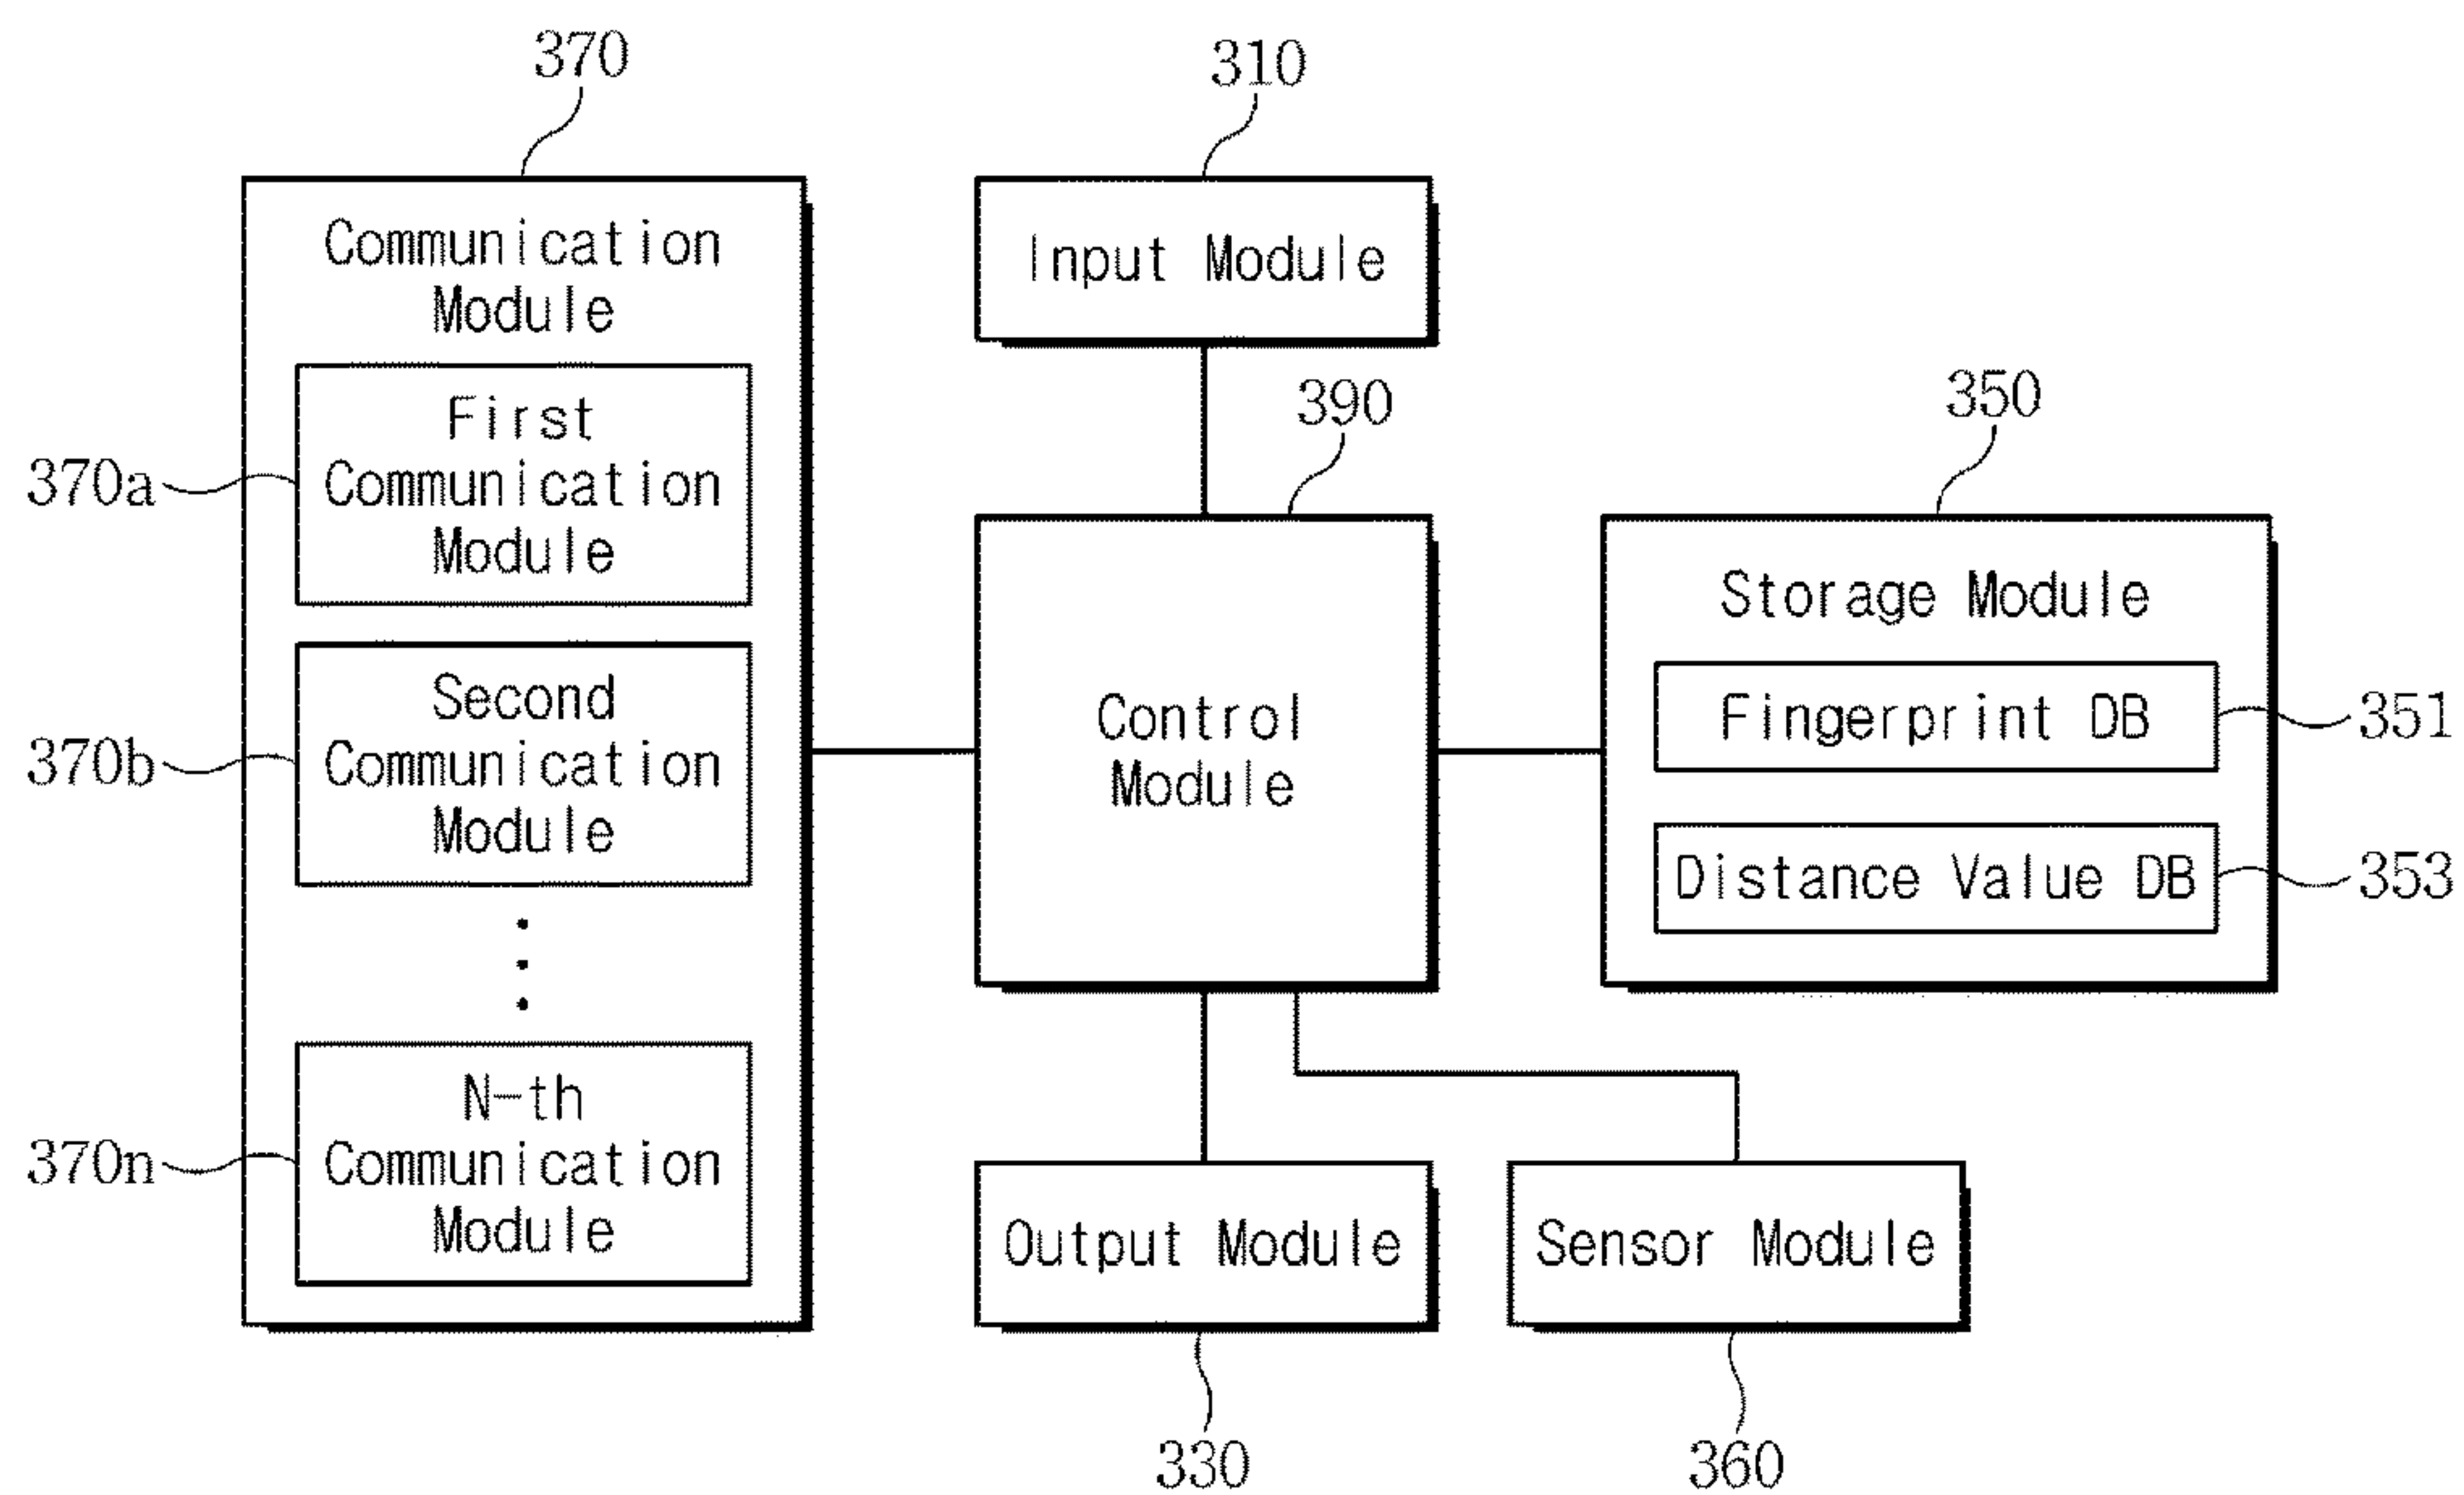 370
Communication
Module
370a
First
Communication
Module
370b
Second
Communication
Module
370n
N-th
Communication
Module
310
Input Module
390
Control
Module
350
Storage Module
Fingerprint DB
351
Distance Value DB
353
Output Module
330
Sensor Module
360